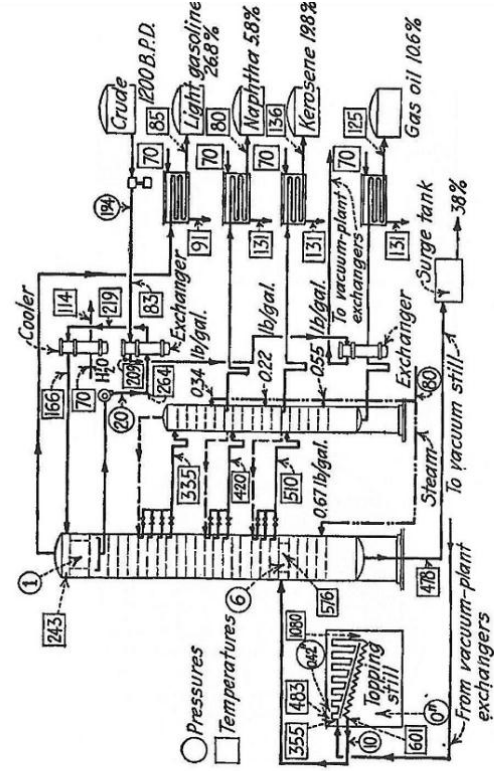 Crude
1200 B.P.D.
Light gasoline
26.8%
Naphtha 5.8%
Kerosene 19.8%
Gas oil 10.6%
194
70
85
70
80
70
136
70
125
91
131
131
131
Cooler
114
219
83
Exchanger
166
70
H₂O
209
264
20
0.34 lb/gal.
0.22 lb/gal.
0.55 lb/gal.
0.67 lb/gal.
To vacuum-plant
exchangers
Exchanger
Surge tank
38%
80
Steam
To vacuum still
335
420
510
1
243
6
576
478
Pressures
Temperatures
1080
0.42"
483
355
Topping
still
0"
10
601
From vacuum-plant
exchangers